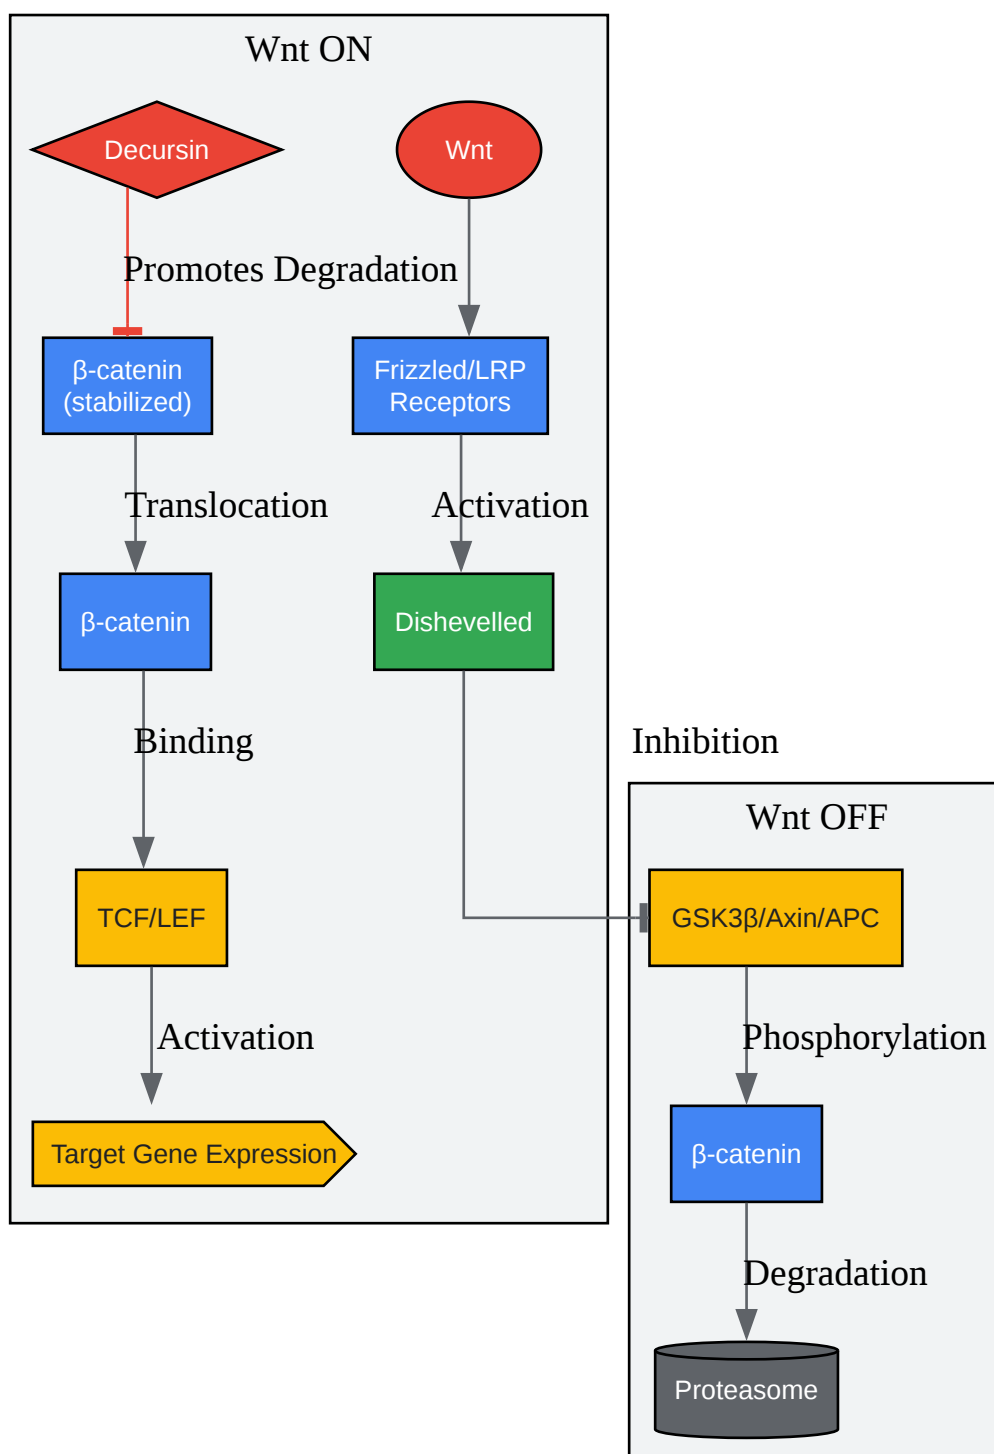 Wnt ON
Decursin
Wnt
Promotes Degradation
β-catenin
(stabilized)
Frizzled/LRP
Receptors
Translocation
Activation
β-catenin
Dishevelled
Binding
Inhibition
Wnt OFF
TCF/LEF
GSK3β/Axin/APC
Activation
Phosphorylation
Target Gene Expression
β-catenin
Degradation
Proteasome